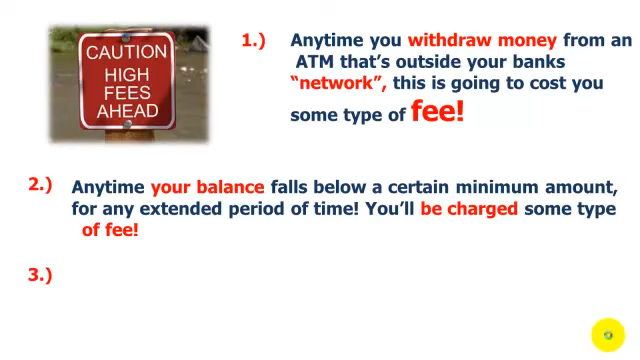 CAUTION
HIGH
FEES
AHEAD
1.) Anytime you withdraw money from an
ATM that's outside your banks
“network”, this is going to cost you
some type of fee!
2.) Anytime your balance falls below a certain minimum amount,
for any extended period of time! You'll be charged some type
of fee!
3.)